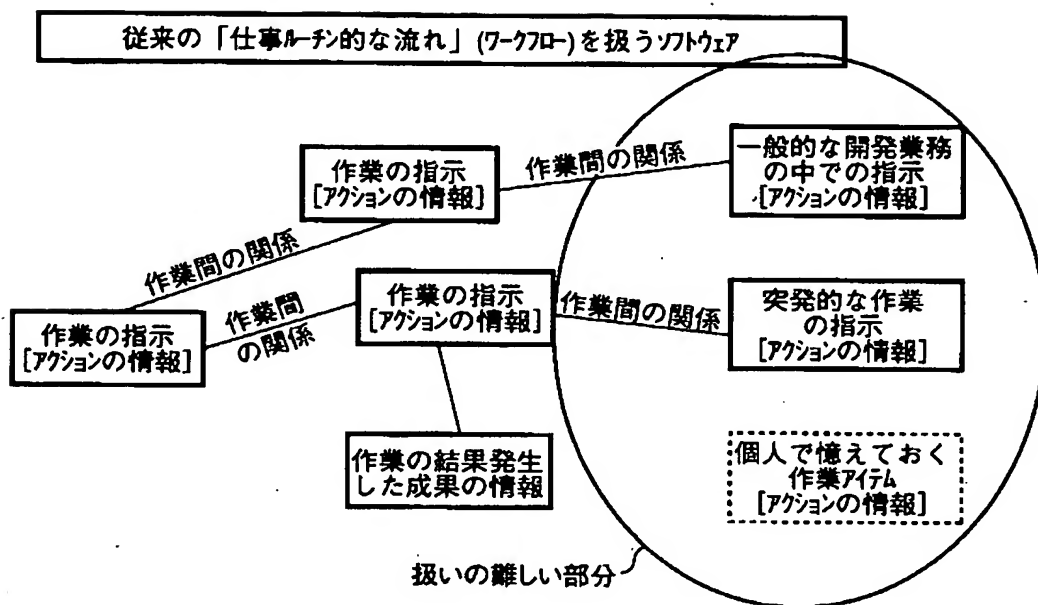 従来の「仕事ルーチン的な流れ」(ワークフロー)を扱うソフトウェア
作業の指示
[アクションの情報]
作業間の関係
一般的な開発業務
の中での指示
[アクションの情報]
作業間の関係
作業の指示
[アクションの情報]
作業間
の関係
作業の指示
[アクションの情報]
作業間の関係
突発的な作業
の指示
[アクションの情報]
作業の結果発生
した成果の情報
個人で憶えておく
作業アイテム
[アクションの情報]
扱いの難しい部分